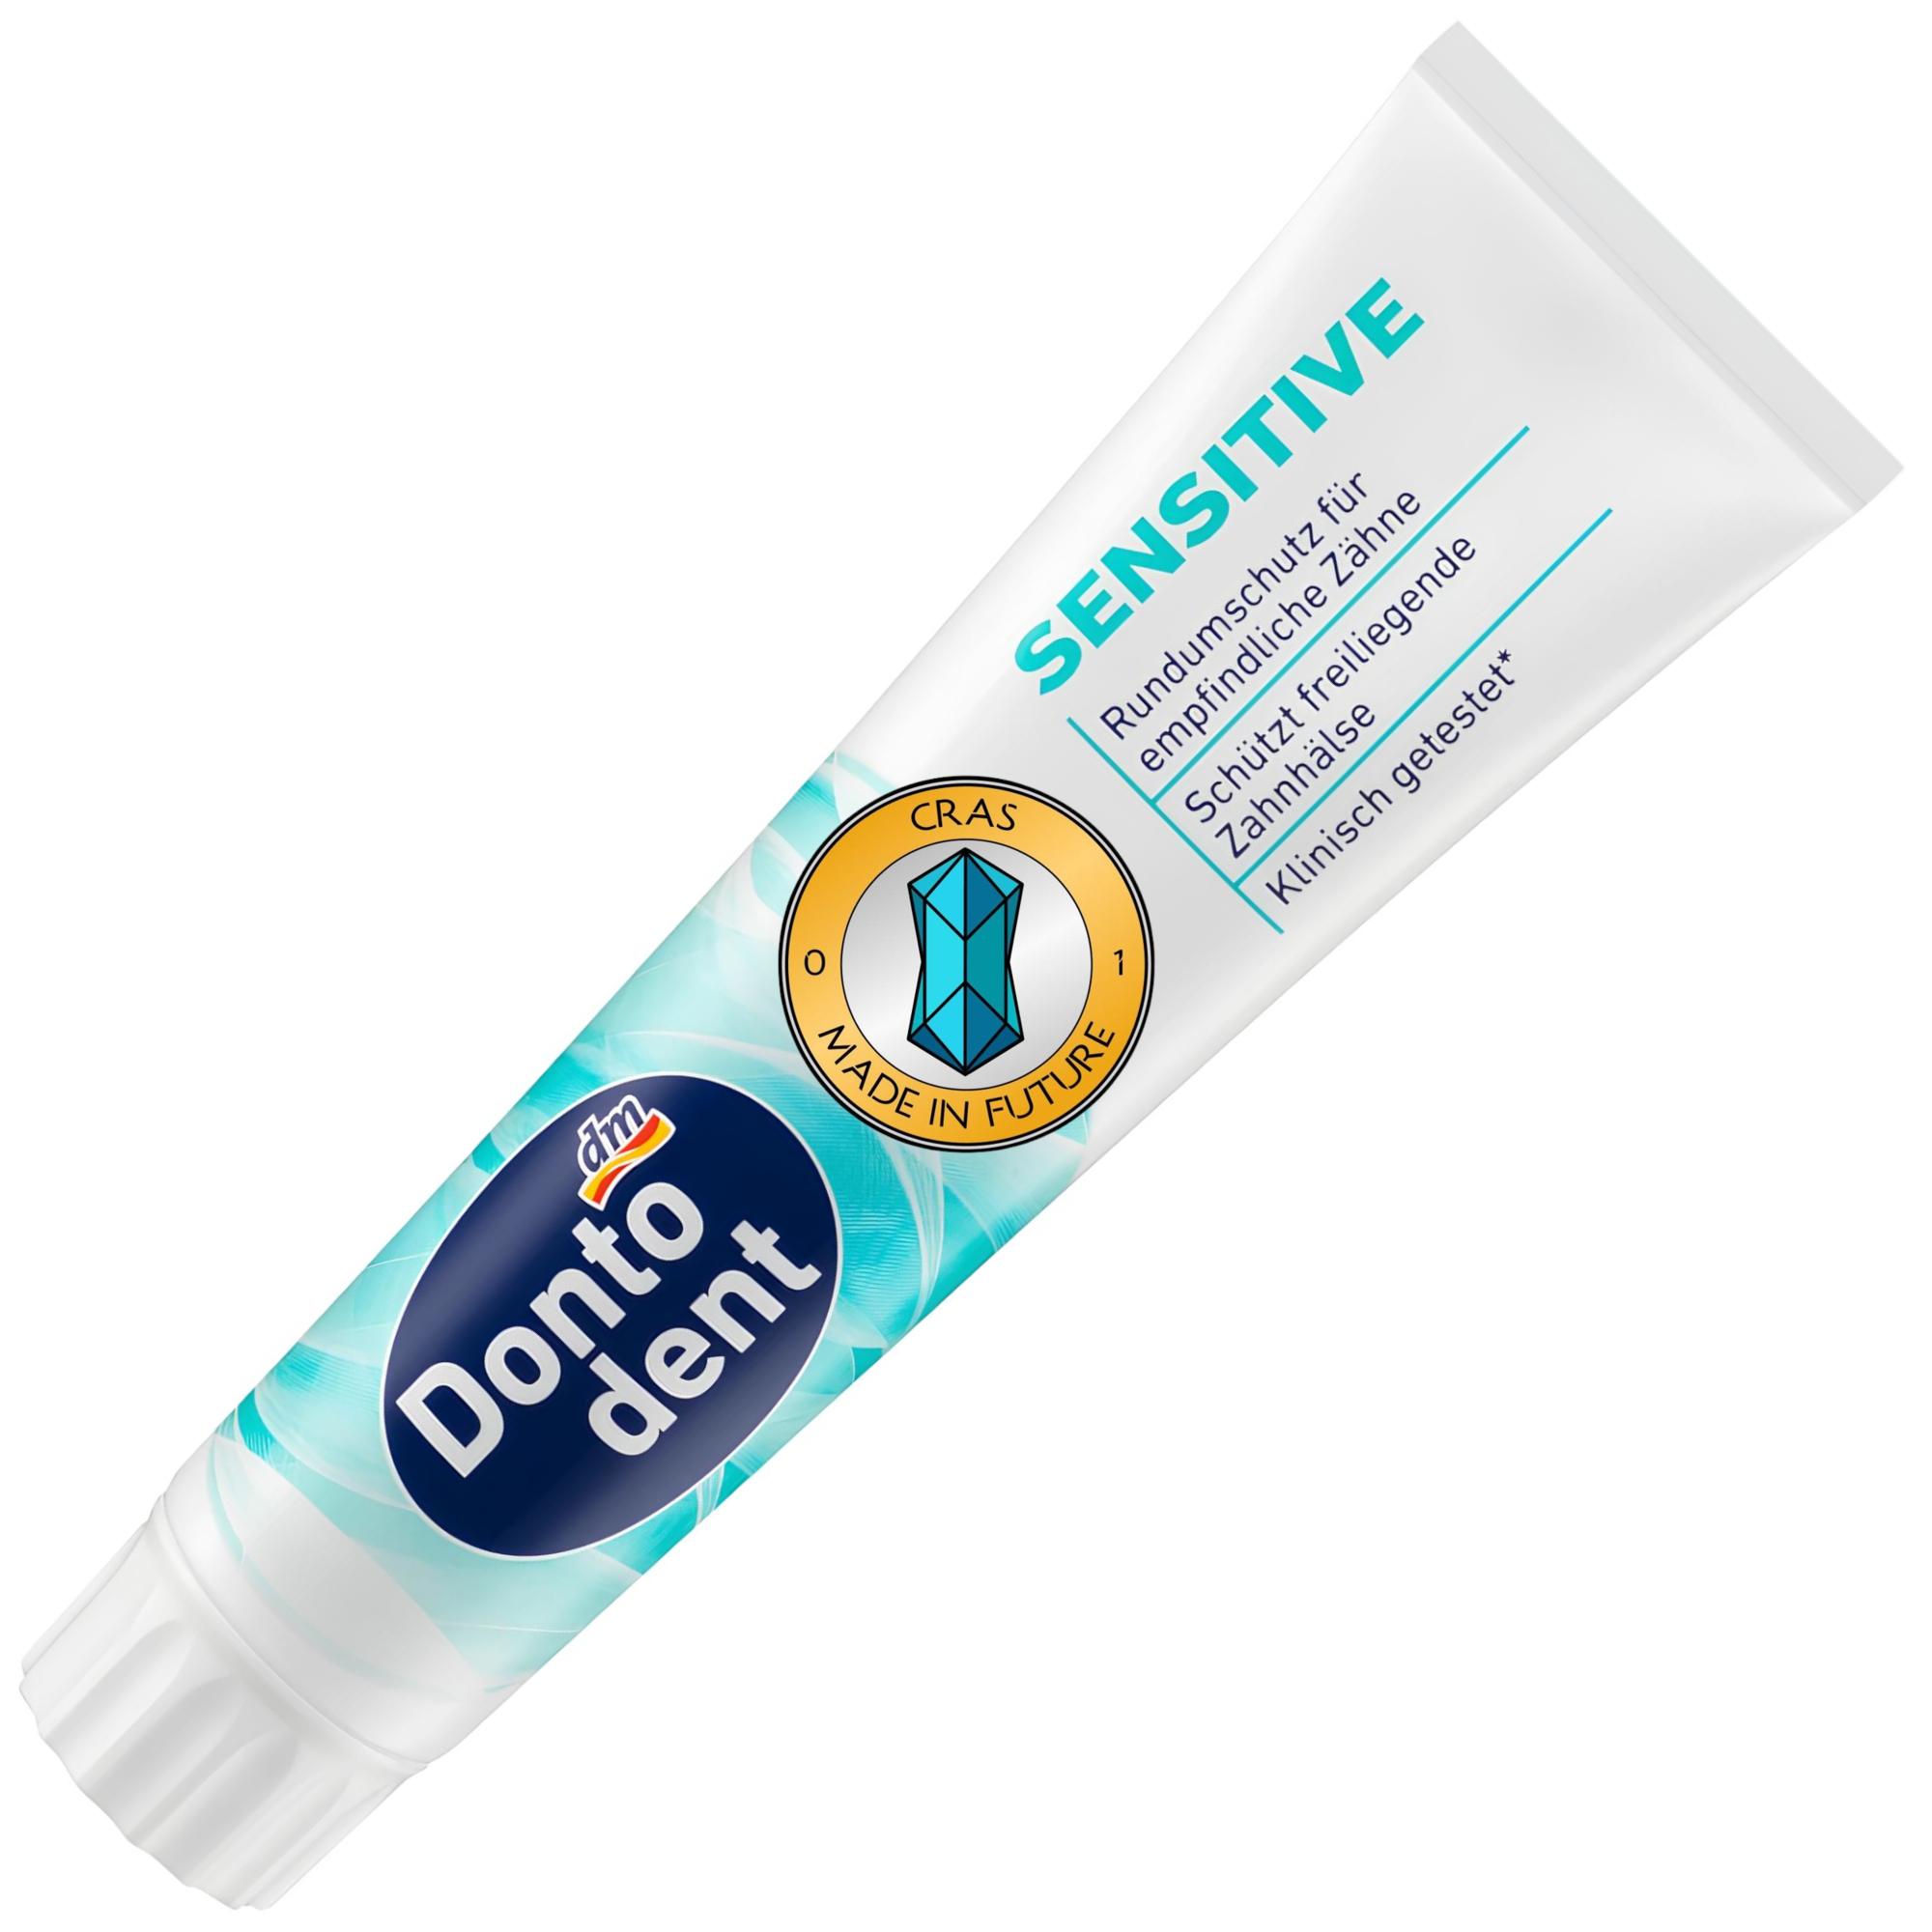 SENSITIVE
Rundumschutz für
empfindliche Zähne
Schützt freiliegende
Zahnhälse
Klinisch getestet*
CRAS
0 1
MADE IN FUTURE
dm
Donto
dent